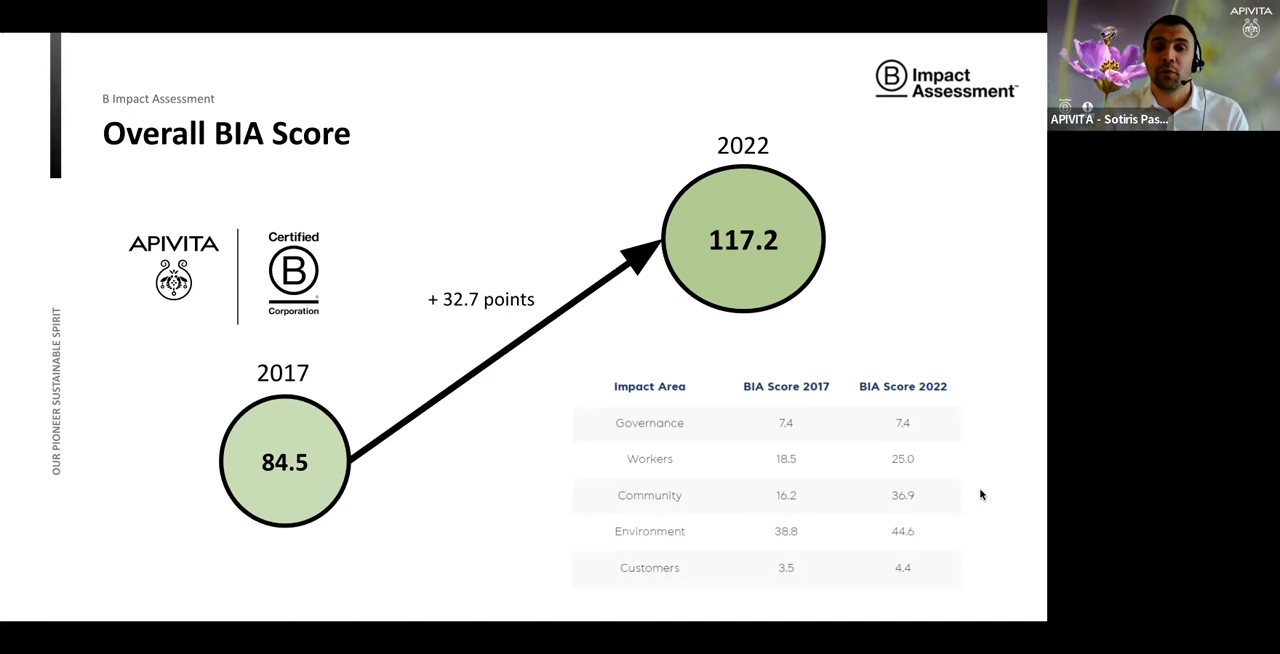 B Impact Assessment
Overall BIA Score
B Impact
Assessment™
APIVITA
Certified
B
Corporation
2022
117.2
+ 32.7 points
2017
84.5
Impact Area BIA Score 2017 BIA Score 2022
Governance 7.4 7.4
Workers 18.5 25.0
Community 16.2 36.9
Environment 38.8 44.6
Customers 3.5 4.4
OUR PIONEER SUSTAINABLE SPIRIT
APIVITA
APIVITA - Sotiris Pas...